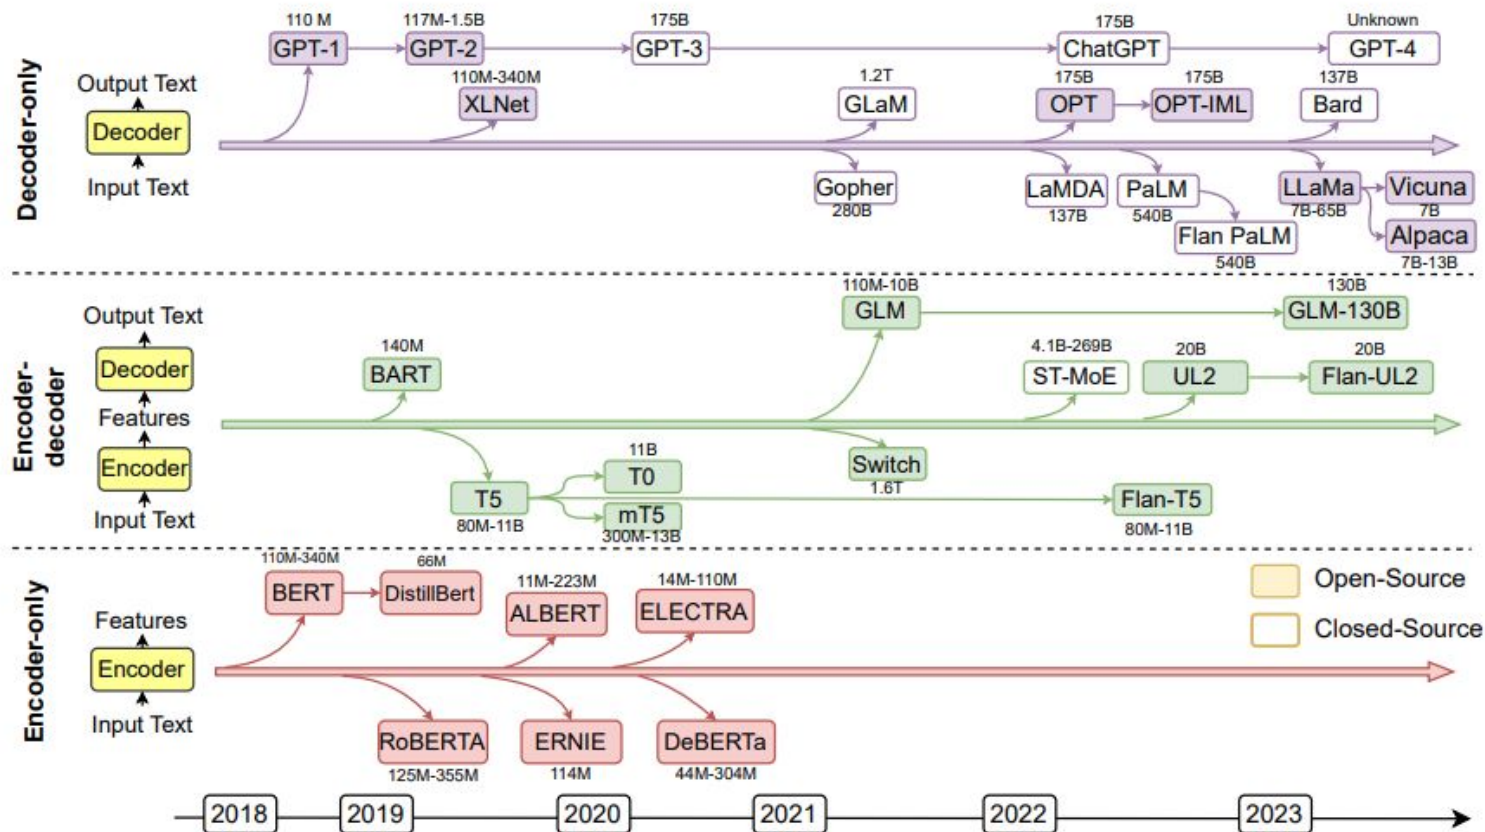 Decoder-only
Output Text
Decoder
Input Text
110 M
GPT-1
117M-1.5B
GPT-2
175B
GPT-3
175B
ChatGPT
Unknown
GPT-4
110M-340M
XLNet
1.2T
GLaM
175B
OPT
175B
OPT-IML
137B
Bard
Gopher
280B
LaMDA
137B
PaLM
540B
Flan PaLM
540B
LLaMa
7B-65B
Vicuna
7B
Alpaca
7B-13B
Encoder-
decoder
Output Text
Decoder
Features
Encoder
Input Text
140M
BART
110M-10B
GLM
130B
GLM-130B
4.1B-269B
ST-MoE
20B
UL2
20B
Flan-UL2
T5
80M-11B
11B
T0
mT5
300M-13B
Switch
1.6T
Flan-T5
80M-11B
Encoder-only
Features
Encoder
Input Text
110M-340M
BERT
66M
DistillBert
11M-223M
ALBERT
14M-110M
ELECTRA
RoBERTA
125M-355M
ERNIE
114M
DeBERTa
44M-304M
Open-Source
Closed-Source
2018
2019
2020
2021
2022
2023